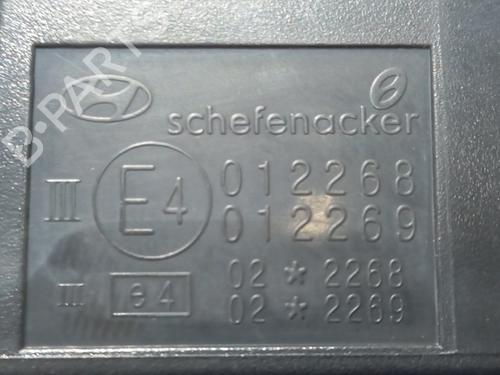 B-PARTS
schefenacker
III E4 012268
012269
III e4 02*2268
02*2269